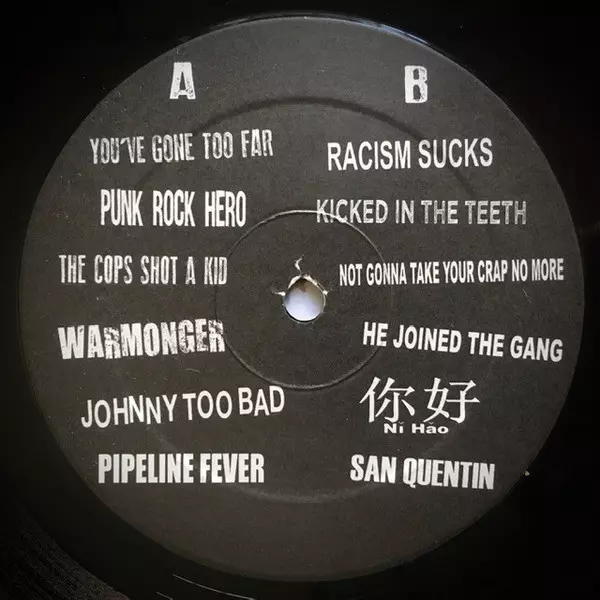 A
YOU'VE GONE TOO FAR
PUNK ROCK HERO
THE COPS SHOT A KID
WARMONGER
JOHNNY TOO BAD
PIPELINE FEVER
B
RACISM SUCKS
KICKED IN THE TEETH
NOT GONNA TAKE YOUR CRAP NO MORE
HE JOINED THE GANG
你好
Nǐ Hǎo
SAN QUENTIN